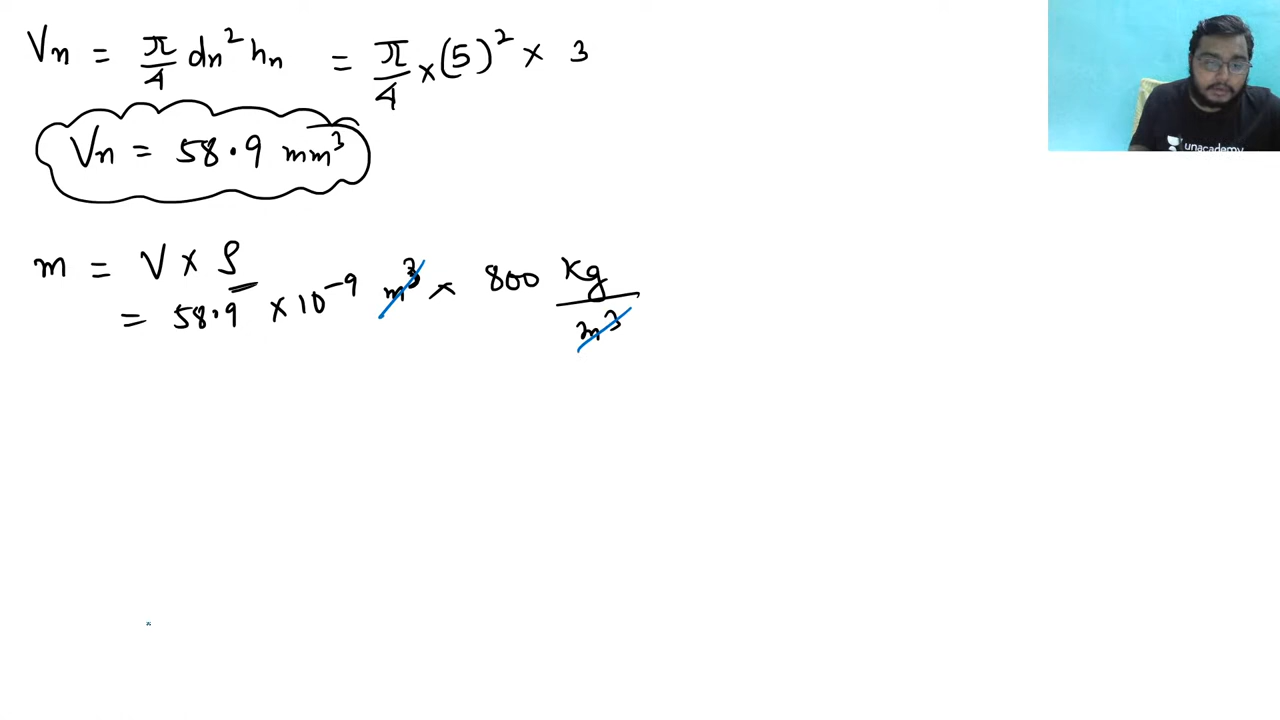 Vn = π/4 dn² hn = π/4 × (5)² × 3
Vn = 58.9 mm³
m = V × ρ
= 58.9 × 10⁻⁹ m³ × 800 Kg/m³
unacademy